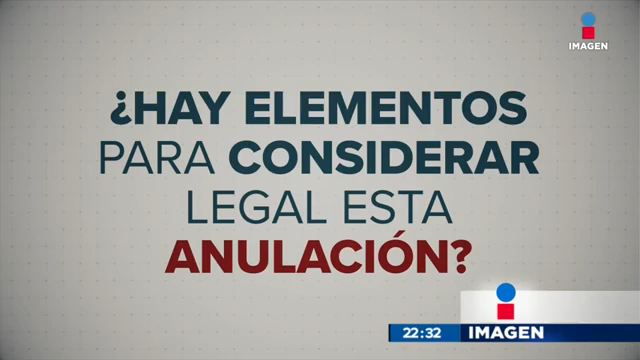 IMAGEN
¿HAY ELEMENTOS
PARA CONSIDERAR
LEGAL ESTA
ANULACIÓN?
22:32 IMAGEN